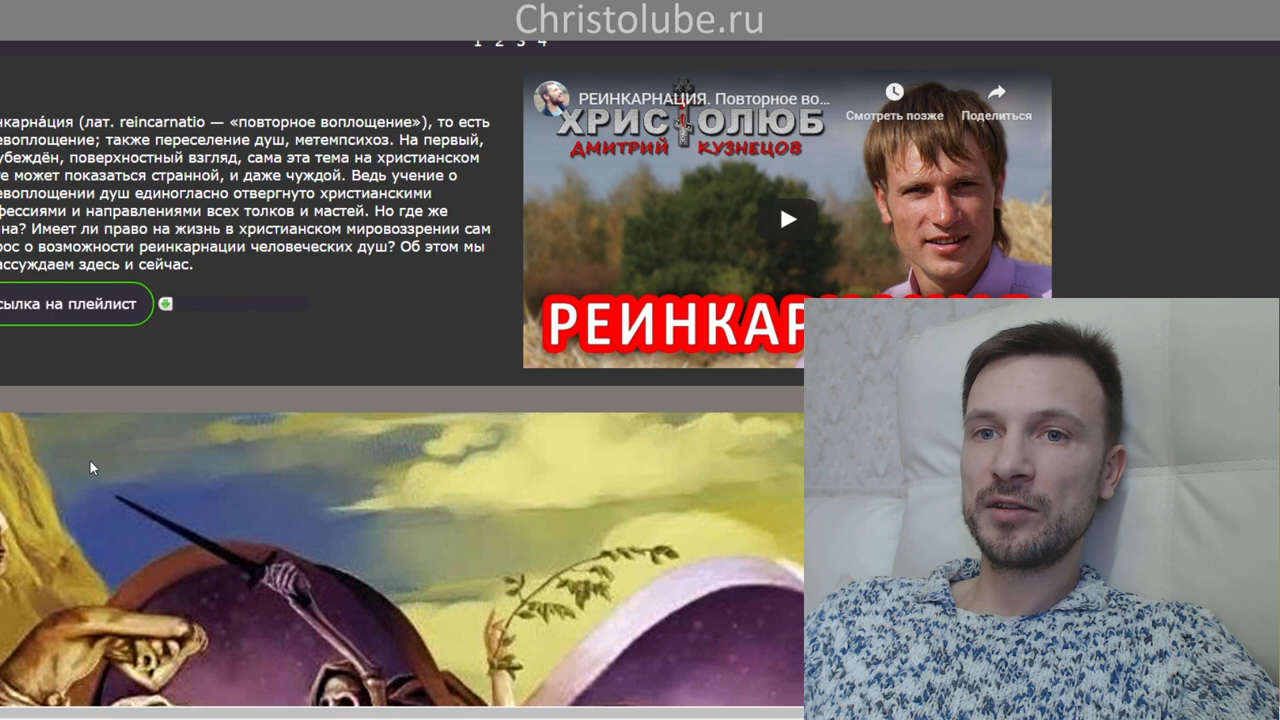 Christolube.ru
1 2 3 4
нкарнáция (лат. reincarnatio — «повторное воплощение»), то есть
евоплощение; также переселение душ, метемпсихоз. На первый,
убеждён, поверхностный взгляд, сама эта тема на христианском
те может показаться странной, и даже чуждой. Ведь учение о
евоплощении душ единогласно отвергнуто христианскими
фессиями и направлениями всех толков и мастей. Но где же
на? Имеет ли право на жизнь в христианском мировоззрении сам
рос о возможности реинкарнации человеческих душ? Об этом мы
ассуждаем здесь и сейчас.
сылка на плейлист
РЕИНКАРНАЦИЯ. Повторное во...
Смотреть позже
Поделиться
ХРИСТОЛЮБ
ДМИТРИЙ КУЗНЕЦОВ
РЕИНКАР